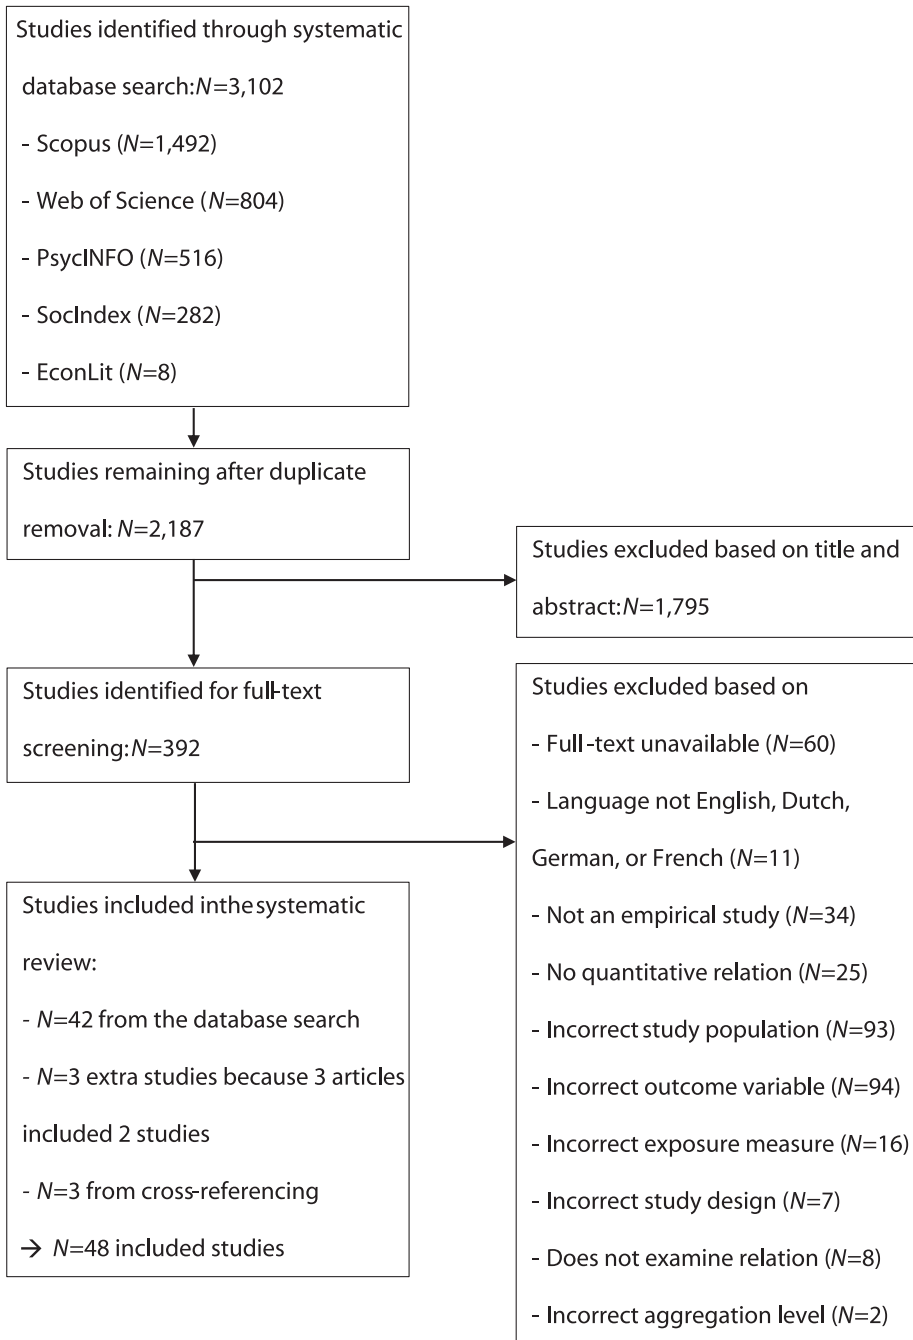 Studies identified through systematic
database search:N=3,102
- Scopus (N=1,492)
- Web of Science (N=804)
- PsycINFO (N=516)
- SocIndex (N=282)
- EconLit (N=8)
Studies remaining after duplicate
removal: N=2,187
Studies excluded based on title and
abstract:N=1,795
Studies identified for full-text
screening:N=392
Studies excluded based on
- Full-text unavailable (N=60)
- Language not English, Dutch,
German, or French (N=11)
- Not an empirical study (N=34)
- No quantitative relation (N=25)
- Incorrect study population (N=93)
- Incorrect outcome variable (N=94)
- Incorrect exposure measure (N=16)
- Incorrect study design (N=7)
- Does not examine relation (N=8)
- Incorrect aggregation level (N=2)
Studies included inthesystematic
review:
- N=42 from the database search
- N=3 extra studies because 3 articles
included 2 studies
- N=3 from cross-referencing
→ N=48 included studies